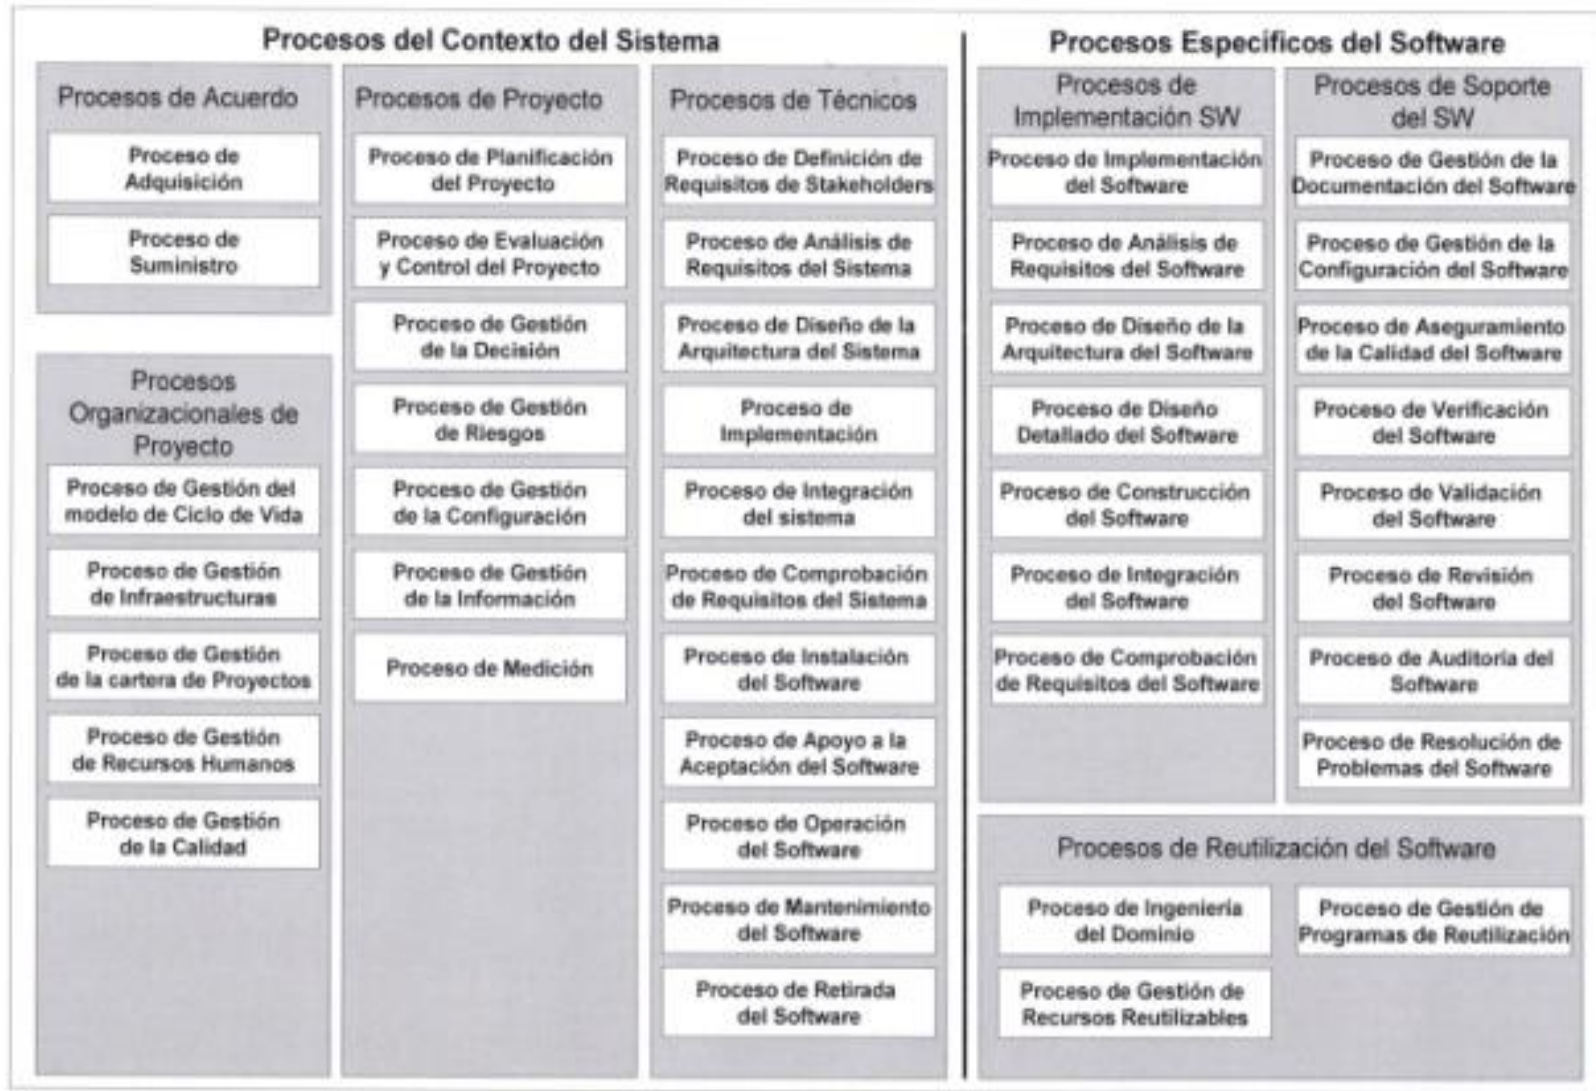 Procesos del Contexto del Sistema
Procesos de Acuerdo
Proceso de
Adquisición
Proceso de
Suministro
Procesos
Organizacionales de
Proyecto
Proceso de Gestión del
modelo de Ciclo de Vida
Proceso de Gestión
de Infraestructuras
Proceso de Gestión
de la cartera de Proyectos
Proceso de Gestión
de Recursos Humanos
Proceso de Gestión
de la Calidad
Procesos de Proyecto
Proceso de Planificación
del Proyecto
Proceso de Evaluación
y Control del Proyecto
Proceso de Gestión
de la Decisión
Proceso de Gestión
de Riesgos
Proceso de Gestión
de la Configuración
Proceso de Gestión
de la Información
Proceso de Medición
Procesos de Técnicos
Proceso de Definición de
Requisitos de Stakeholders
Proceso de Análisis de
Requisitos del Sistema
Proceso de Diseño de la
Arquitectura del Sistema
Proceso de
Implementación
Proceso de Integración
del sistema
Proceso de Comprobación
de Requisitos del Sistema
Proceso de Instalación
del Software
Proceso de Apoyo a la
Aceptación del Software
Proceso de Operación
del Software
Proceso de Mantenimiento
del Software
Proceso de Retirada
del Software
Procesos Específicos del Software
Procesos de
Implementación SW
Proceso de Implementación
del Software
Proceso de Análisis de
Requisitos del Software
Proceso de Diseño de la
Arquitectura del Software
Proceso de Diseño
Detallado del Software
Proceso de Construcción
del Software
Proceso de Integración
del Software
Proceso de Comprobación
de Requisitos del Software
Procesos de Soporte
del SW
Proceso de Gestión de la
Documentación del Software
Proceso de Gestión de la
Configuración del Software
Proceso de Aseguramiento
de la Calidad del Software
Proceso de Verificación
del Software
Proceso de Validación
del Software
Proceso de Revisión
del Software
Proceso de Auditoría del
Software
Proceso de Resolución de
Problemas del Software
Procesos de Reutilización del Software
Proceso de Ingeniería
del Dominio
Proceso de Gestión de
Recursos Reutilizables
Proceso de Gestión de
Programas de Reutilización